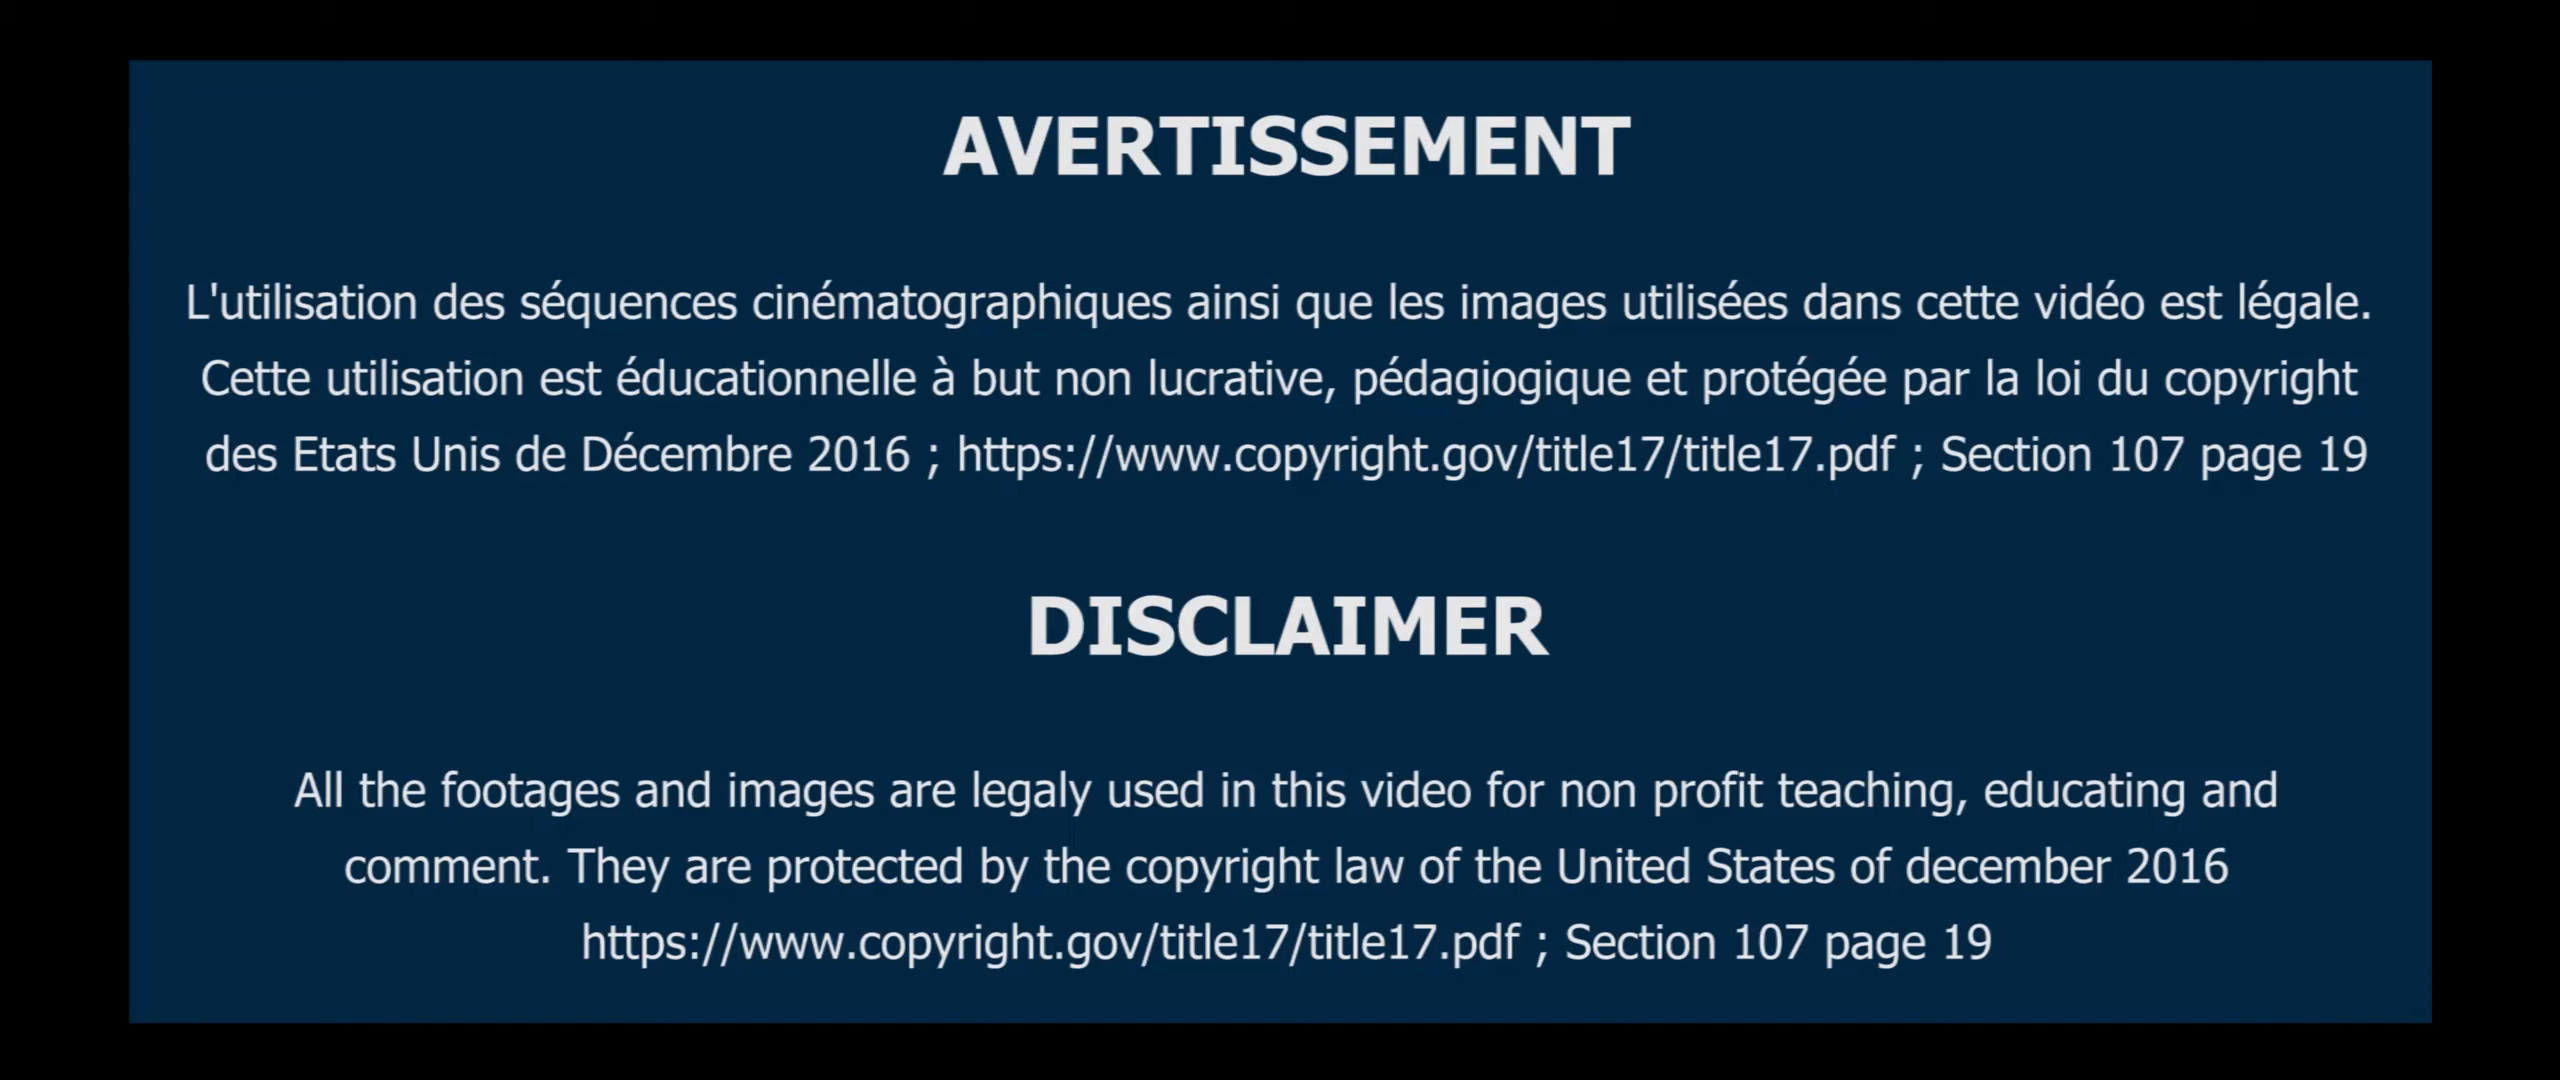 AVERTISSEMENT
L'utilisation des séquences cinématographiques ainsi que les images utilisées dans cette vidéo est légale.
Cette utilisation est éducationnelle à but non lucrative, pédagiogique et protégée par la loi du copyright
des Etats Unis de Décembre 2016 ; https://www.copyright.gov/title17/title17.pdf ; Section 107 page 19
DISCLAIMER
All the footages and images are legaly used in this video for non profit teaching, educating and
comment. They are protected by the copyright law of the United States of december 2016
https://www.copyright.gov/title17/title17.pdf ; Section 107 page 19